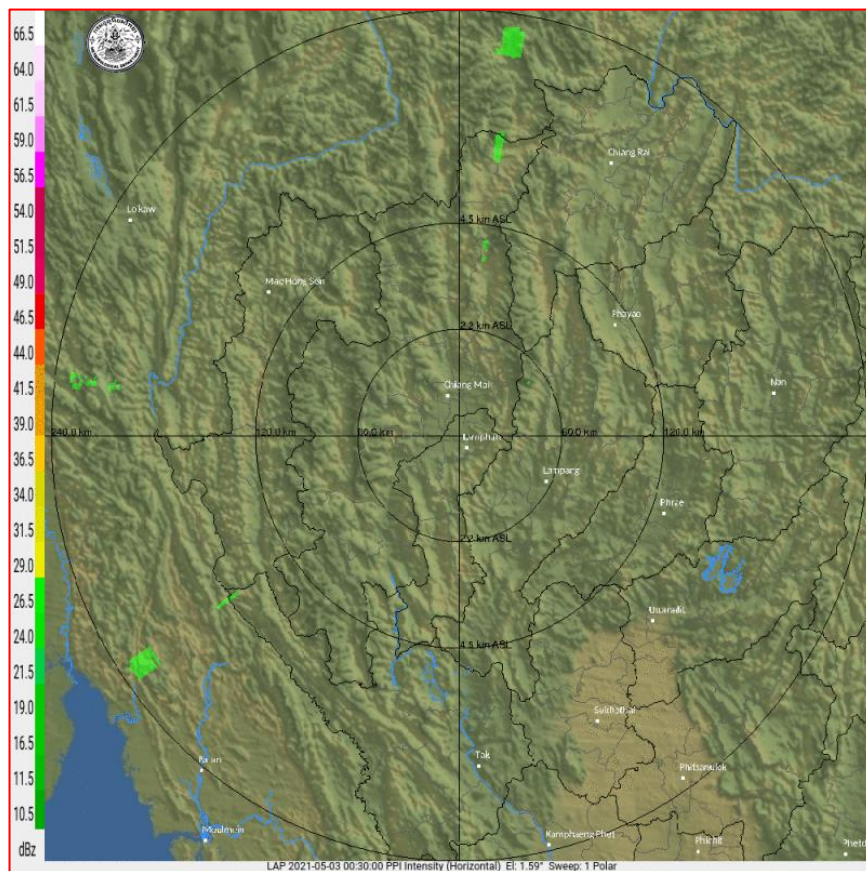 66.5
64.0
61.5
59.0
56.5
54.0
51.5
49.0
46.5
44.0
41.5
39.0
36.5
34.0
31.5
29.0
26.5
24.0
21.5
19.0
16.5
11.5
10.5
dBz
Chiang Rai
Loikaw
4.5 km ASL
Mae Hong Son
Phayao
2.2 km ASL
Chiang Mai
Nan
240.0 km
120.0 km
60.0 km
60.0 km
120.0 km
Lamphun
Lampang
Phrae
2.2 km ASL
Uttaradit
4.5 km ASL
Sukhothai
Tak
Pa'an
Phitsanulok
Moulmein
Kamphaeng Phet
Phichit
Phetch
LAP 2021-05-03 00:30:00 PPI Intensity (Horizontal) El: 1.59° Sweep: 1 Polar